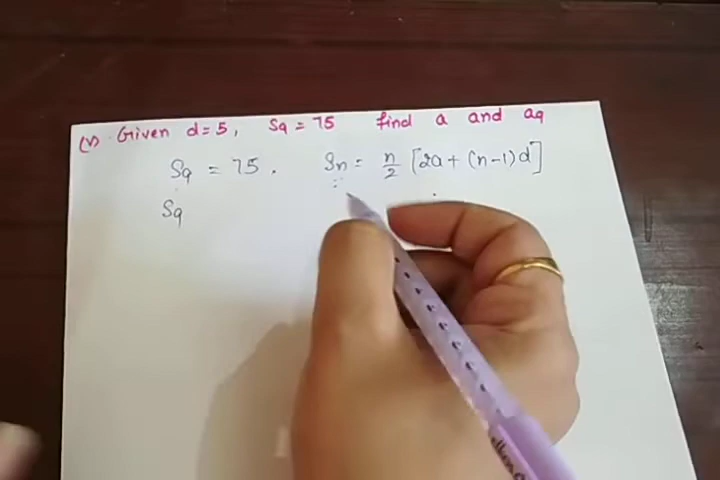 (v). Given d=5, S9 = 75 find a and a9
S9 = 75. Sn = n/2 [2a + (n-1)d]
S9